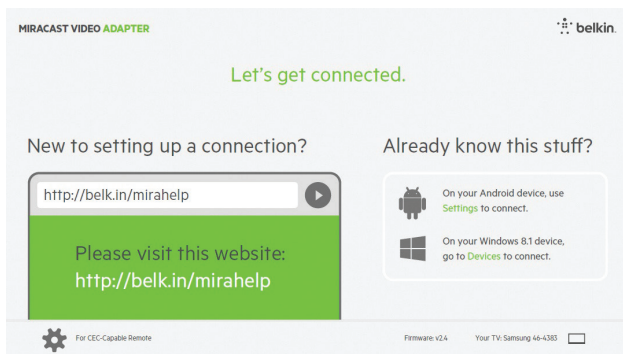 MIRACAST VIDEO ADAPTER
belkin.
Let's get connected.
New to setting up a connection?
http://belk.in/mirahelp
Please visit this website:
http://belk.in/mirahelp
Already know this stuff?
On your Android device, use
Settings to connect.
On your Windows 8.1 device,
go to Devices to connect.
For CEC-Capable Remote
Firmware: v2.4
Your TV: Samsung 46-4383